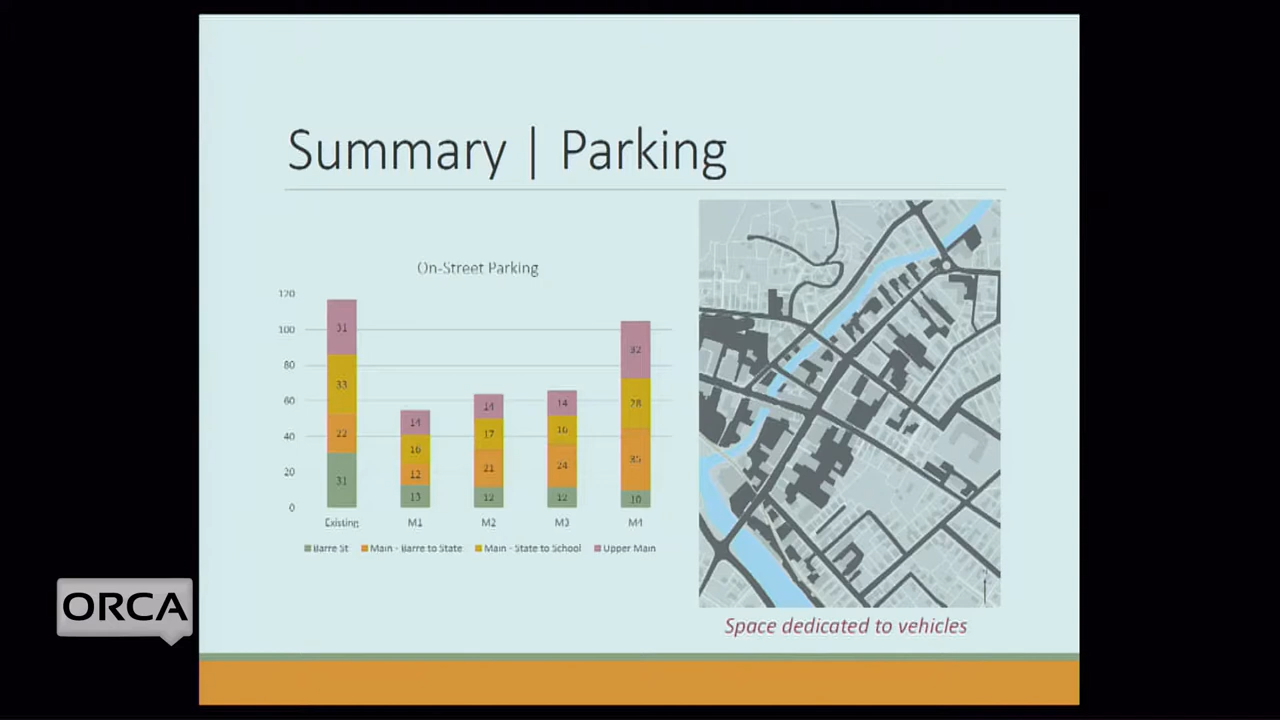 Summary | Parking
On-Street Parking
120
100
80
60
40
20
0
31
33
22
31
14
16
12
13
14
17
21
12
14
16
24
12
32
28
35
10
Existing
M1
M2
M3
M4
Barre St
Main - Barre to State
Main - State to School
Upper Main
Space dedicated to vehicles
ORCA